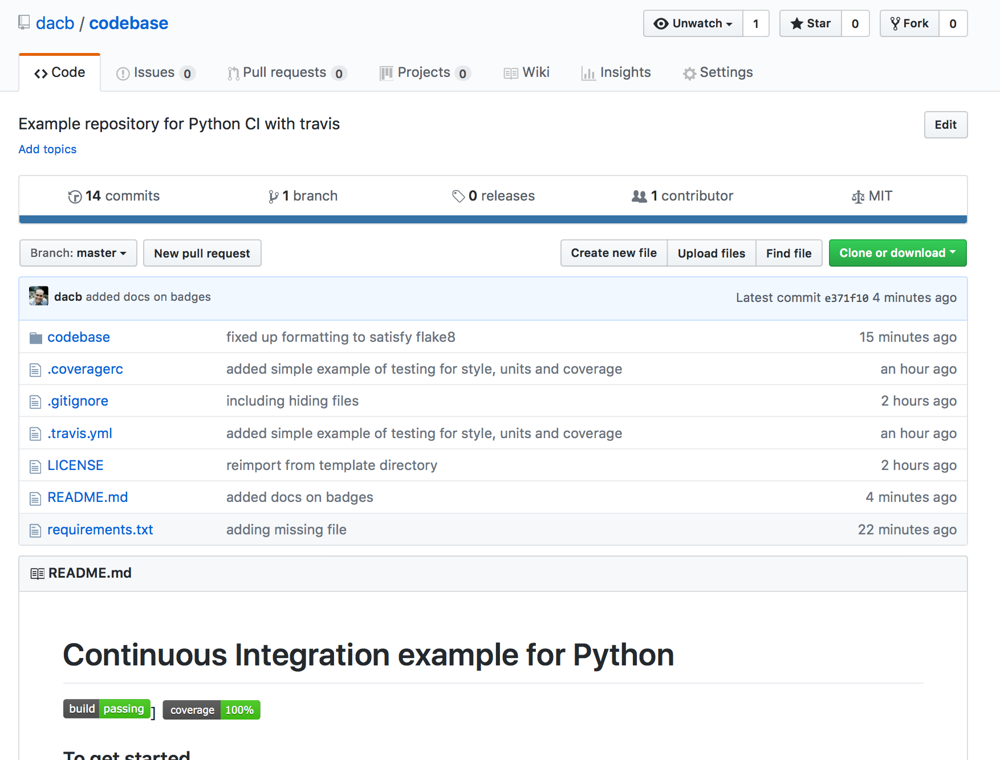 dacb / codebase
Unwatch 1 Star 0 Fork 0
Code Issues 0 Pull requests 0 Projects 0 Wiki Insights Settings
Example repository for Python CI with travis
Edit
Add topics
14 commits 1 branch 0 releases 1 contributor MIT
Branch: master New pull request Create new file Upload files Find file Clone or download
dacb added docs on badges Latest commit e371f10 4 minutes ago
codebase fixed up formatting to satisfy flake8 15 minutes ago
.coveragerc added simple example of testing for style, units and coverage an hour ago
.gitignore including hiding files 2 hours ago
.travis.yml added simple example of testing for style, units and coverage an hour ago
LICENSE reimport from template directory 2 hours ago
README.md added docs on badges 4 minutes ago
requirements.txt adding missing file 22 minutes ago
README.md
Continuous Integration example for Python
build passing ] coverage 100%
To get started